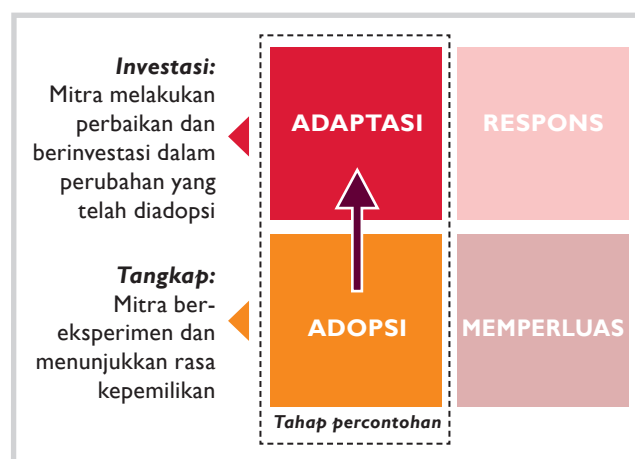 Investasi:
Mitra melakukan
perbaikan dan
berinvestasi dalam
perubahan yang
telah diadopsi
ADAPTASI
RESPONS
Tangkap:
Mitra ber-
eksperimen dan
menunjukkan rasa
kepemilikan
ADOPSI
MEMPERLUAS
Tahap percontohan